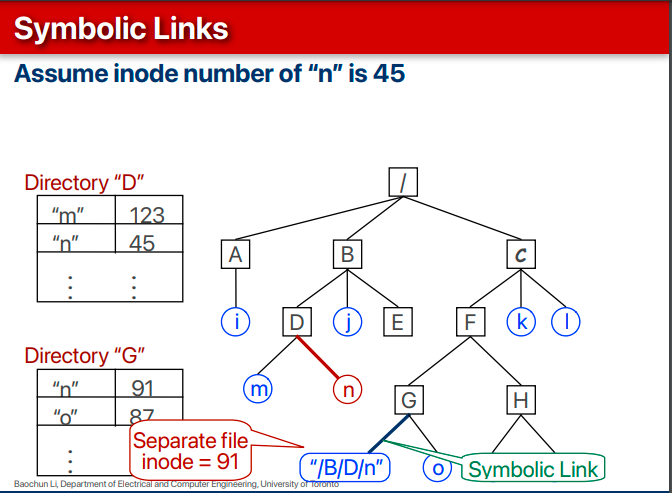 Symbolic Links
Assume inode number of “n” is 45
Directory “D”
“m” 123
“n” 45
⋮ ⋮
/
A B C
i D j E F k l
m n G H
Directory “G”
“n” 91
“o” 87
⋮
Separate file
inode = 91
“/B/D/n” o Symbolic Link
Baochun Li, Department of Electrical and Computer Engineering, University of Toronto